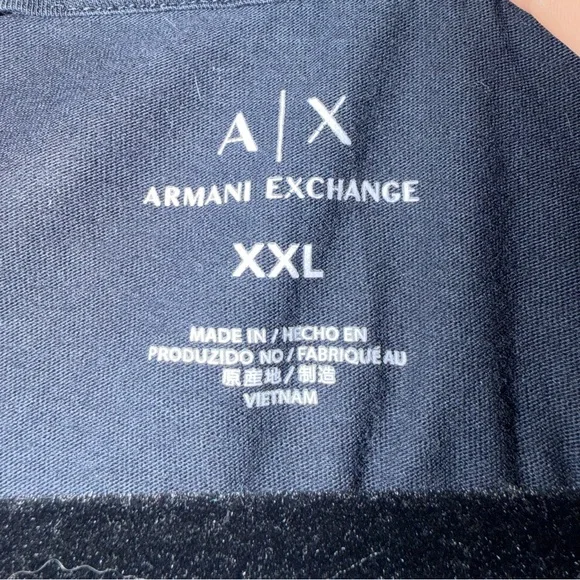 A|X
ARMANI EXCHANGE
XXL
MADE IN / HECHO EN
PRODUZIDO NO / FABRIQUÉ AU
原産地 / 制造
VIETNAM